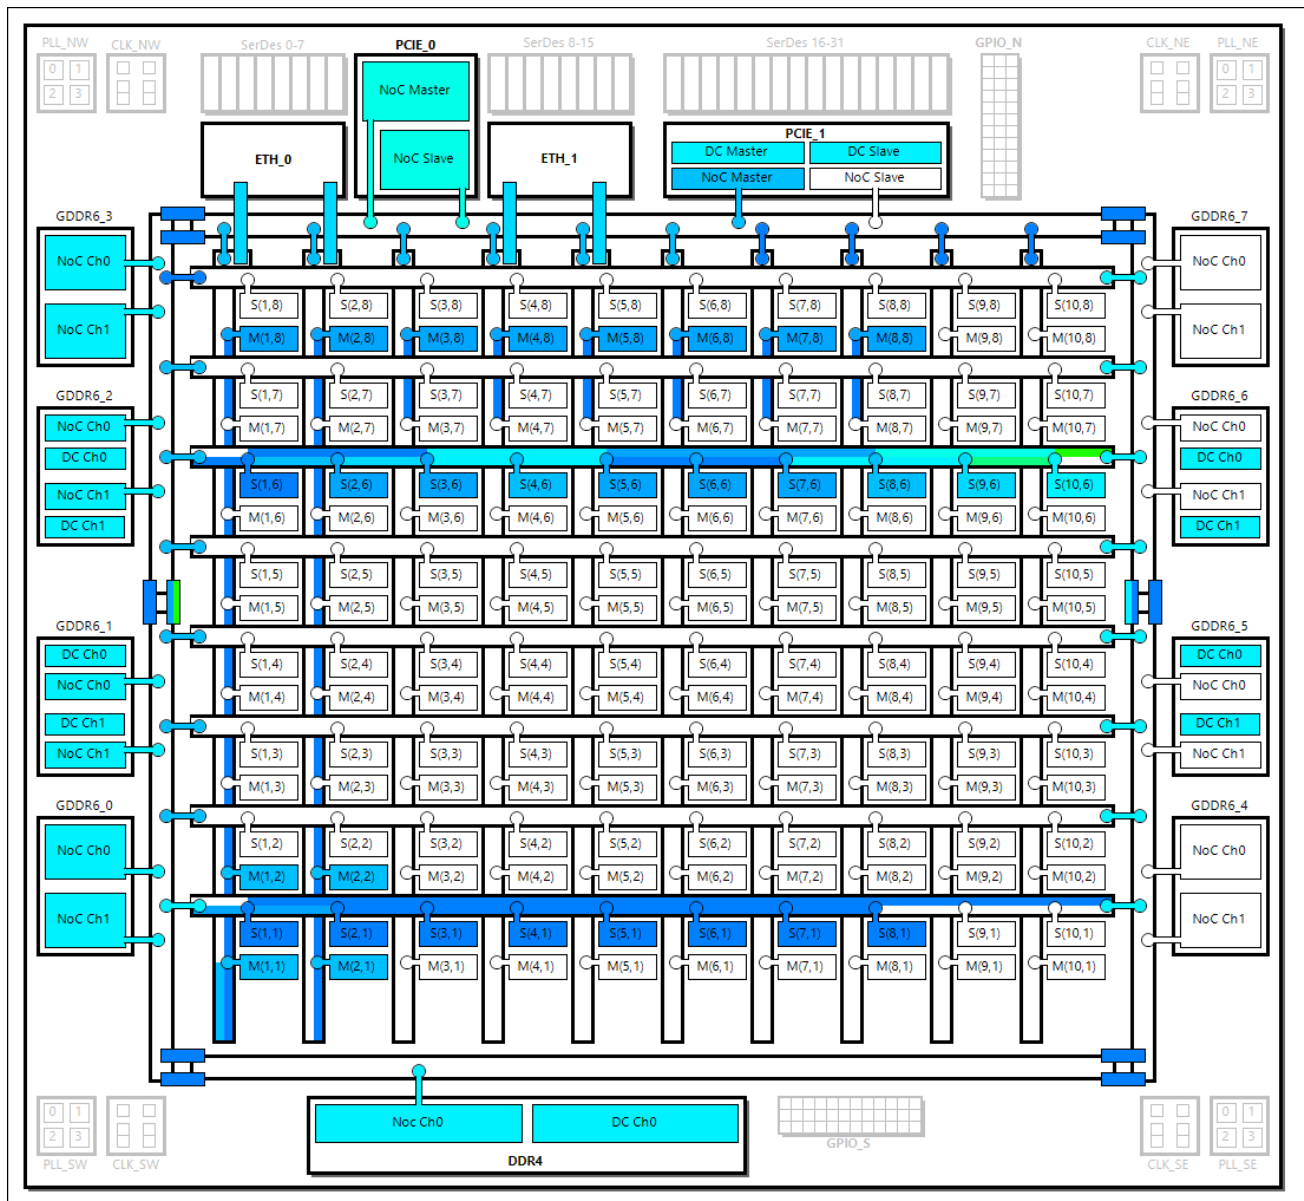 PLL_NW CLK_NW SerDes 0-7 PCIE_0 SerDes 8-15 SerDes 16-31 GPIO_N CLK_NE PLL_NE
0 1 0 1
2 3 2 3
NoC Master
ETH_0 NoC Slave ETH_1 PCIE_1
DC Master DC Slave
NoC Master NoC Slave
GDDR6_3 GDDR6_7
NoC Ch0 NoC Ch0
NoC Ch1 NoC Ch1
S(1,8) S(2,8) S(3,8) S(4,8) S(5,8) S(6,8) S(7,8) S(8,8) S(9,8) S(10,8)
M(1,8) M(2,8) M(3,8) M(4,8) M(5,8) M(6,8) M(7,8) M(8,8) M(9,8) M(10,8)
GDDR6_2 GDDR6_6
S(1,7) S(2,7) S(3,7) S(4,7) S(5,7) S(6,7) S(7,7) S(8,7) S(9,7) S(10,7)
NoC Ch0 M(1,7) M(2,7) M(3,7) M(4,7) M(5,7) M(6,7) M(7,7) M(8,7) M(9,7) M(10,7) NoC Ch0
DC Ch0 DC Ch0
NoC Ch1 S(1,6) S(2,6) S(3,6) S(4,6) S(5,6) S(6,6) S(7,6) S(8,6) S(9,6) S(10,6) NoC Ch1
DC Ch1 M(1,6) M(2,6) M(3,6) M(4,6) M(5,6) M(6,6) M(7,6) M(8,6) M(9,6) M(10,6) DC Ch1
S(1,5) S(2,5) S(3,5) S(4,5) S(5,5) S(6,5) S(7,5) S(8,5) S(9,5) S(10,5)
M(1,5) M(2,5) M(3,5) M(4,5) M(5,5) M(6,5) M(7,5) M(8,5) M(9,5) M(10,5)
GDDR6_1 GDDR6_5
DC Ch0 S(1,4) S(2,4) S(3,4) S(4,4) S(5,4) S(6,4) S(7,4) S(8,4) S(9,4) S(10,4) DC Ch0
NoC Ch0 M(1,4) M(2,4) M(3,4) M(4,4) M(5,4) M(6,4) M(7,4) M(8,4) M(9,4) M(10,4) NoC Ch0
DC Ch1 DC Ch1
NoC Ch1 S(1,3) S(2,3) S(3,3) S(4,3) S(5,3) S(6,3) S(7,3) S(8,3) S(9,3) S(10,3) NoC Ch1
M(1,3) M(2,3) M(3,3) M(4,3) M(5,3) M(6,3) M(7,3) M(8,3) M(9,3) M(10,3)
GDDR6_0 GDDR6_4
NoC Ch0 S(1,2) S(2,2) S(3,2) S(4,2) S(5,2) S(6,2) S(7,2) S(8,2) S(9,2) S(10,2) NoC Ch0
M(1,2) M(2,2) M(3,2) M(4,2) M(5,2) M(6,2) M(7,2) M(8,2) M(9,2) M(10,2)
NoC Ch1 NoC Ch1
S(1,1) S(2,1) S(3,1) S(4,1) S(5,1) S(6,1) S(7,1) S(8,1) S(9,1) S(10,1)
M(1,1) M(2,1) M(3,1) M(4,1) M(5,1) M(6,1) M(7,1) M(8,1) M(9,1) M(10,1)
0 1 Noc Ch0 DC Ch0 0 1
2 3 2 3
PLL_SW CLK_SW DDR4 GPIO_S CLK_SE PLL_SE